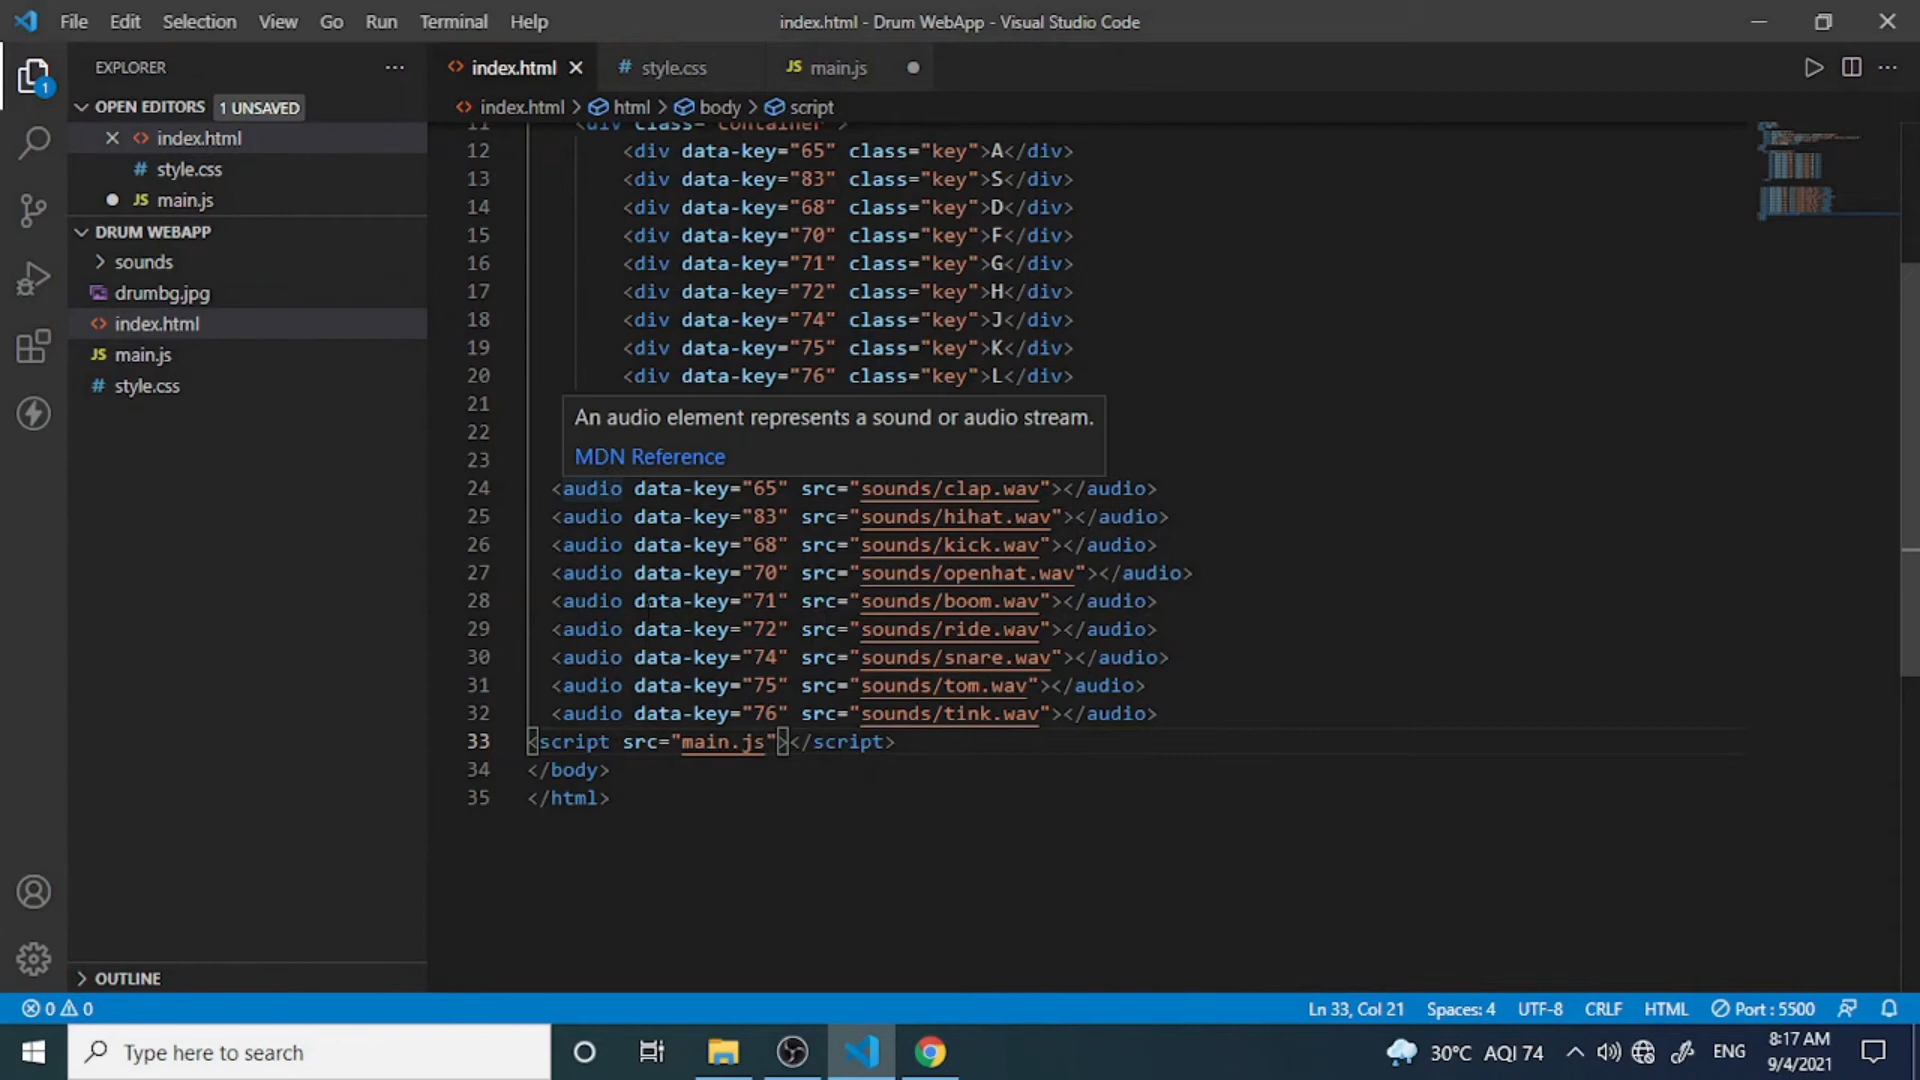 File Edit Selection View Go Run Terminal Help
index.html - Drum WebApp - Visual Studio Code
EXPLORER
OPEN EDITORS 1 UNSAVED
index.html
style.css
JS main.js
DRUM WEBAPP
sounds
drumbg.jpg
index.html
JS main.js
style.css
OUTLINE
1
index.html
# style.css
JS main.js
index.html > html > body > script
11 <div class="container">
12 <div data-key="65" class="key">A</div>
13 <div data-key="83" class="key">S</div>
14 <div data-key="68" class="key">D</div>
15 <div data-key="70" class="key">F</div>
16 <div data-key="71" class="key">G</div>
17 <div data-key="72" class="key">H</div>
18 <div data-key="74" class="key">J</div>
19 <div data-key="75" class="key">K</div>
20 <div data-key="76" class="key">L</div>
21
An audio element represents a sound or audio stream.
22
MDN Reference
23
24 <audio data-key="65" src="sounds/clap.wav"></audio>
25 <audio data-key="83" src="sounds/hihat.wav"></audio>
26 <audio data-key="68" src="sounds/kick.wav"></audio>
27 <audio data-key="70" src="sounds/openhat.wav"></audio>
28 <audio data-key="71" src="sounds/boom.wav"></audio>
29 <audio data-key="72" src="sounds/ride.wav"></audio>
30 <audio data-key="74" src="sounds/snare.wav"></audio>
31 <audio data-key="75" src="sounds/tom.wav"></audio>
32 <audio data-key="76" src="sounds/tink.wav"></audio>
33 <script src="main.js"></script>
34 </body>
35 </html>
0 0
Ln 33, Col 21 Spaces: 4 UTF-8 CRLF HTML Port : 5500
Type here to search
30°C AQI 74
ENG
8:17 AM
9/4/2021